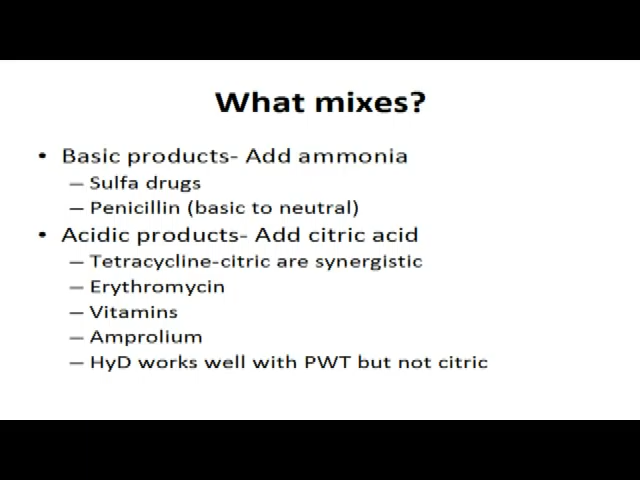 What mixes?
• Basic products- Add ammonia
– Sulfa drugs
– Penicillin (basic to neutral)
• Acidic products- Add citric acid
– Tetracycline-citric are synergistic
– Erythromycin
– Vitamins
– Amprolium
– HyD works well with PWT but not citric